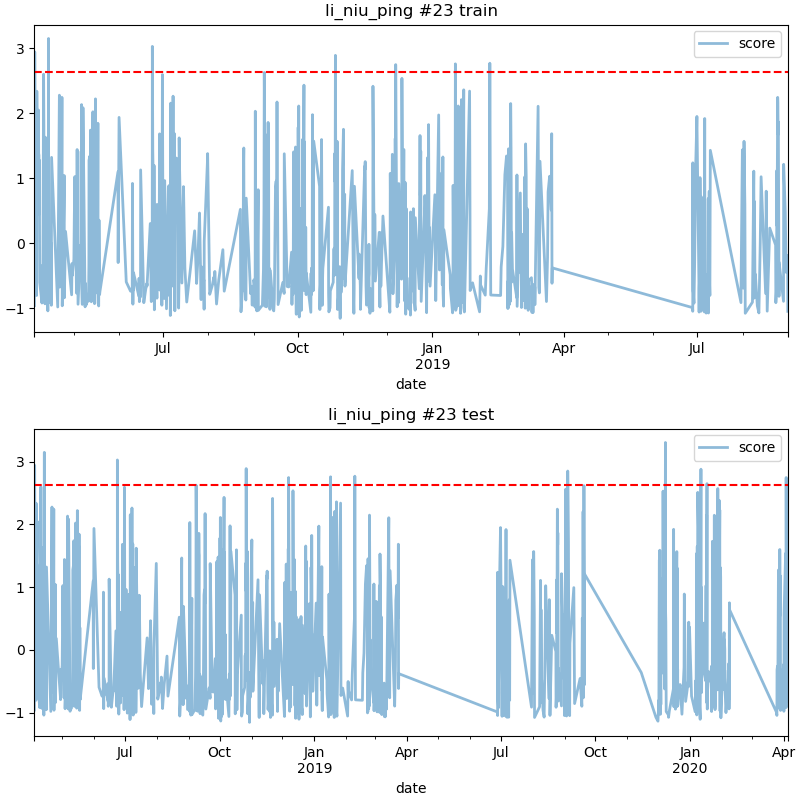 li_niu_ping #23 train
score
3
2
1
0
−1
Jul Oct Jan Apr Jul
2019
date
li_niu_ping #23 test
score
3
2
1
0
−1
Jul Oct Jan Apr Jul Oct Jan Apr
2019 2020
date